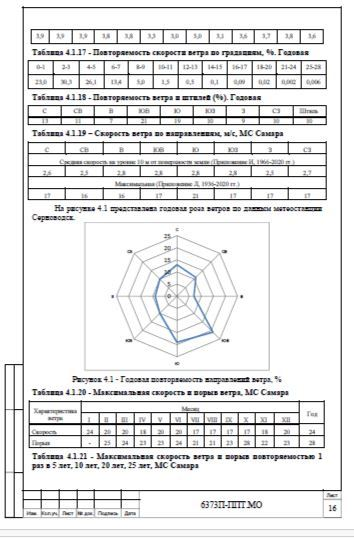 3,9 3,9 3,9 3,8 3,3 3,0 3,0 3,1 3,6 3,7 3,8 3,6
Таблица 4.1.17 - Повторяемость скорости ветра по градациям, %. Годовая
0-1 2-3 4-5 6-7 8-9 10-11 12-13 14-15 16-17 18-20 21-24 25-28
23,0 30,3 26,1 13,4 5,0 1,5 0,5 0,1 0,09 0,02 0,002 0,006
Таблица 4.1.18 - Повторяемость ветра и штилей (%). Годовая
С СВ В ЮВ Ю ЮЗ З СЗ Штиль
13 11 7 21 19 10 9 10 10
Таблица 4.1.19 – Скорость ветра по направлениям, м/с, МС Самара
С СВ В ЮВ Ю ЮЗ З СЗ
Средняя скорость на уровне 10 м от поверхности земли (Приложение И, 1966-2020 гг.)
2,6 2,5 2,8 2,8 2,8 2,8 2,5 2,7
Максимальная (Приложение Л, 1936-2020 гг.)
17 16 16 17 21 17 17 17
На рисунке 4.1 представлена годовая роза ветров по данным метеостанции
Серноводск.
С
25
20
15
10
5
0
СВ
В
ЮВ
Ю
ЮВ
З
СЗ
Рисунок 4.1 - Годовая повторяемость направлений ветра, %
Таблица 4.1.20 - Максимальная скорость и порыв ветра, МС Самара
Характеристика ветра Месяц Год
I II III IV V VI VII VIII IX X XI XII
Скорость 24 20 20 18 20 20 17 17 17 17 18 20 24
Порыв - 25 24 23 23 24 21 21 23 28 22 23 28
Таблица 4.1.21 - Максимальная скорость ветра и порыв повторяемостью 1
раз в 5 лет, 10 лет, 20 лет, 25 лет, МС Самара
6373П-ППТ.МО
Лист
16
Изм. Кол.уч. Лист № док. Подпись Дата